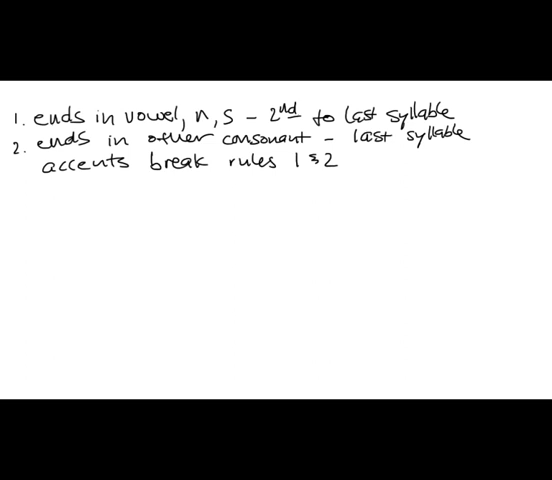 1. ends in vowel, n, s - 2nd to last syllable
2. ends in other consonant - last syllable
accents break rules 1 & 2